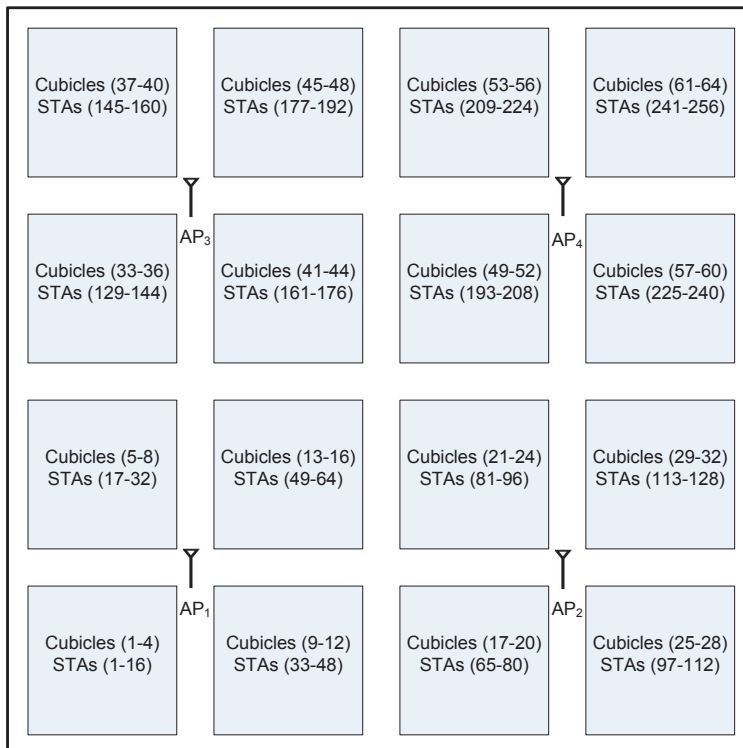 Cubicles (37-40)
STAs (145-160)
Cubicles (45-48)
STAs (177-192)
Cubicles (53-56)
STAs (209-224)
Cubicles (61-64)
STAs (241-256)
AP₃
AP₄
Cubicles (33-36)
STAs (129-144)
Cubicles (41-44)
STAs (161-176)
Cubicles (49-52)
STAs (193-208)
Cubicles (57-60)
STAs (225-240)
Cubicles (5-8)
STAs (17-32)
Cubicles (13-16)
STAs (49-64)
Cubicles (21-24)
STAs (81-96)
Cubicles (29-32)
STAs (113-128)
AP₁
AP₂
Cubicles (1-4)
STAs (1-16)
Cubicles (9-12)
STAs (33-48)
Cubicles (17-20)
STAs (65-80)
Cubicles (25-28)
STAs (97-112)